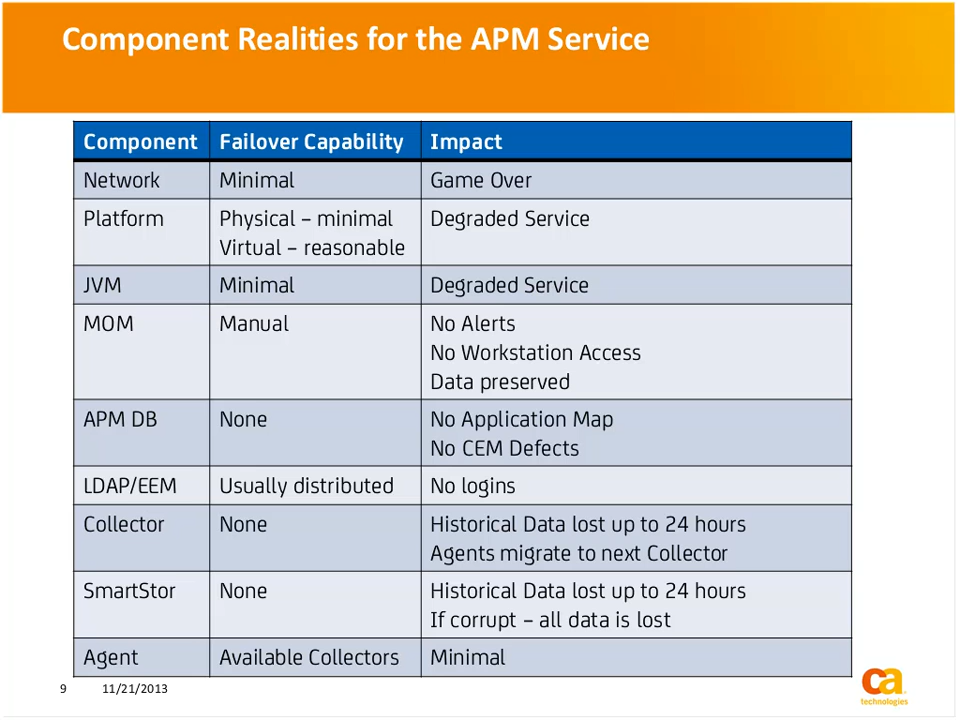 Component Realities for the APM Service
Component Failover Capability Impact
Network Minimal Game Over
Platform Physical – minimal Degraded Service
Virtual – reasonable
JVM Minimal Degraded Service
MOM Manual No Alerts
No Workstation Access
Data preserved
APM DB None No Application Map
No CEM Defects
LDAP/EEM Usually distributed No logins
Collector None Historical Data lost up to 24 hours
Agents migrate to next Collector
SmartStor None Historical Data lost up to 24 hours
If corrupt – all data is lost
Agent Available Collectors Minimal
9 11/21/2013
ca
technologies